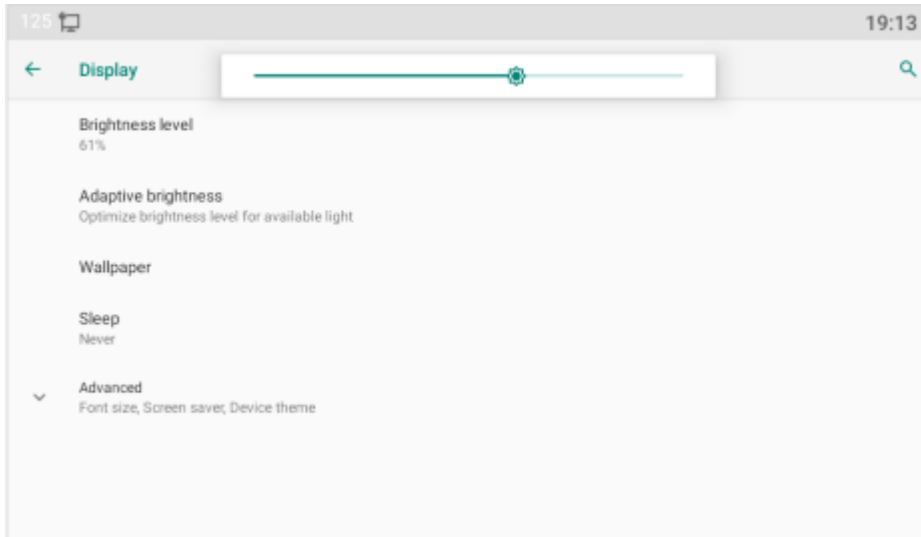 125
19:13
Display
Brightness level
61%
Adaptive brightness
Optimize brightness level for available light
Wallpaper
Sleep
Never
Advanced
Font size, Screen saver, Device theme